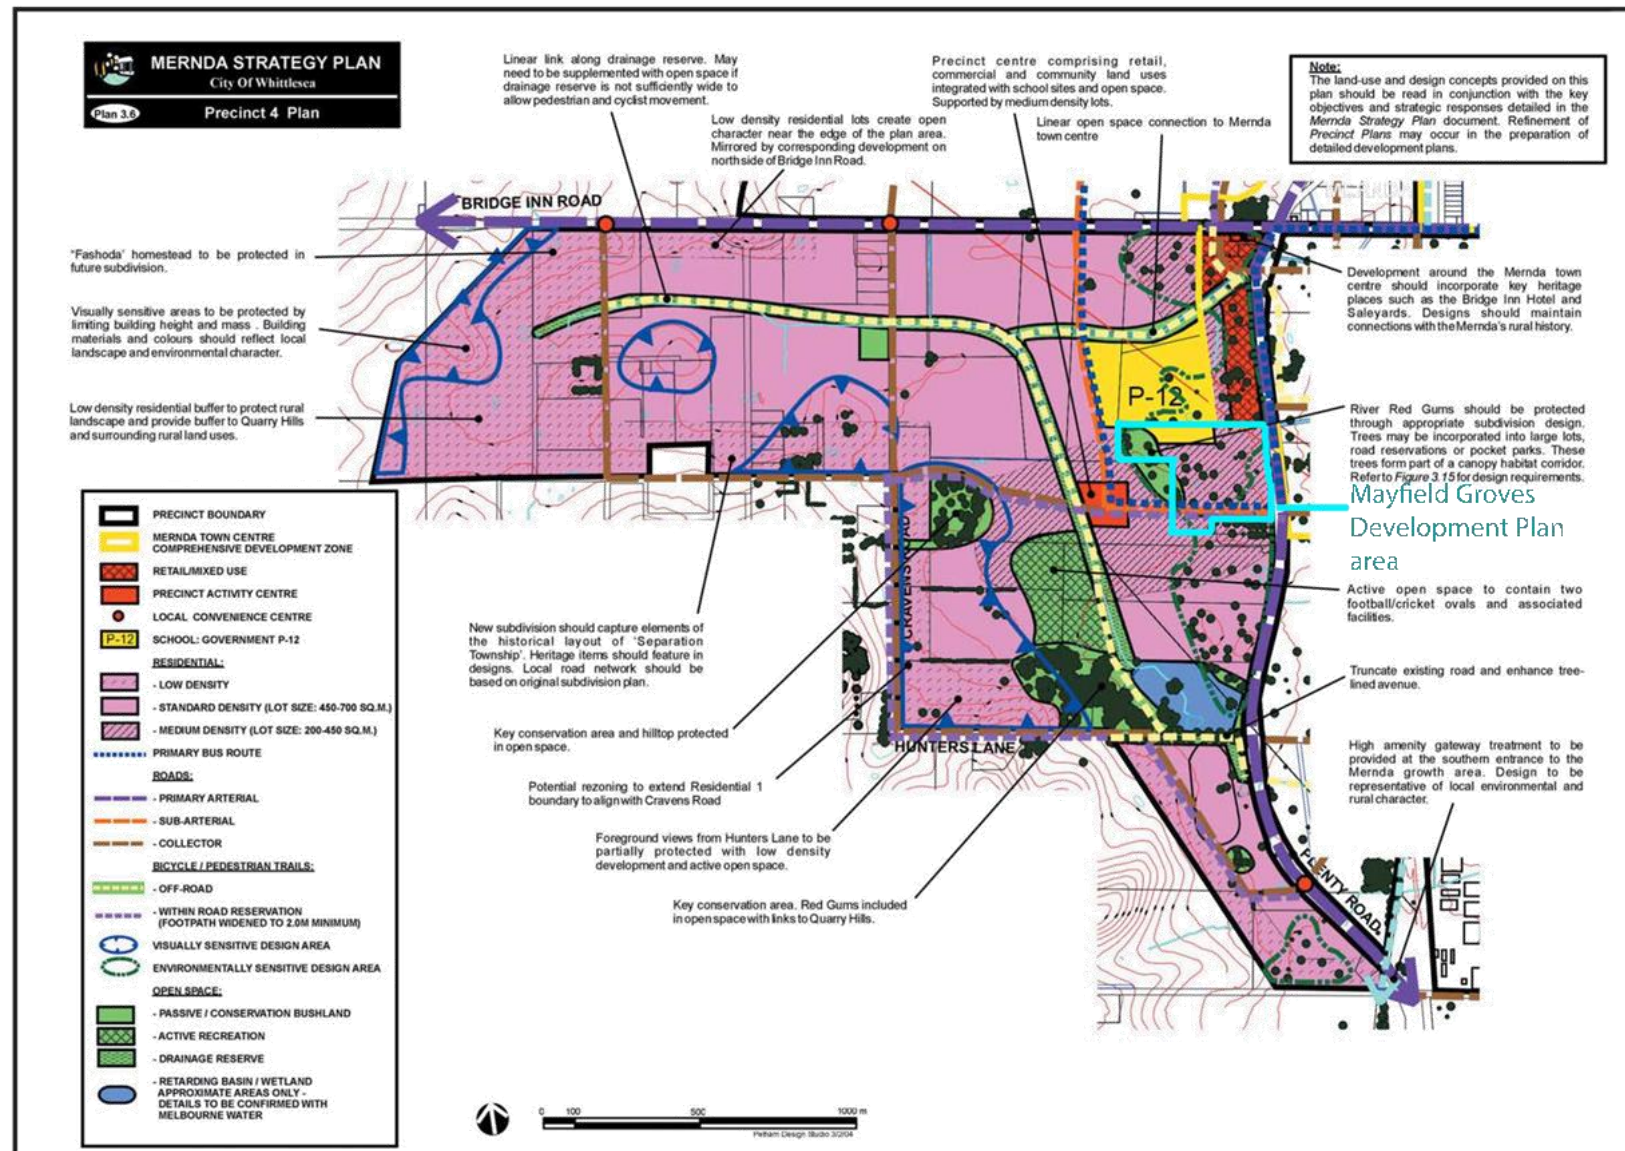 MERNDA STRATEGY PLAN
City Of Whittlesea
Plan 3.6
Precinct 4 Plan
Linear link along drainage reserve. May
need to be supplemented with open space if
drainage reserve is not sufficiently wide to
allow pedestrian and cyclist movement.
Low density residential lots create open
character near the edge of the plan area.
Mirrored by corresponding development on
north side of Bridge Inn Road.
Precinct centre comprising retail,
commercial and community land uses
integrated with school sites and open space.
Supported by medium density lots.
Linear open space connection to Mernda
town centre
Note:
The land-use and design concepts provided on this
plan should be read in conjunction with the key
objectives and strategic responses detailed in the
Mernda Strategy Plan document. Refinement of
Precinct Plans may occur in the preparation of
detailed development plans.
BRIDGE INN ROAD
"Fashoda' homestead to be protected in
future subdivision.
Visually sensitive areas to be protected by
limiting building height and mass . Building
materials and colours should reflect local
landscape and environmental character.
Low density residential buffer to protect rural
landscape and provide buffer to Quarry Hills
and surrounding rural land uses.
Development around the Mernda town
centre should incorporate key heritage
places such as the Bridge Inn Hotel and
Saleyards. Designs should maintain
connections with the Mernda's rural history.
P-12
River Red Gums should be protected
through appropriate subdivision design.
Trees may be incorporated into large lots,
road reservations or pocket parks. These
trees form part of a canopy habitat corridor.
Refer to Figure 3.15 for design requirements.
Mayfield Groves
Development Plan
area
Active open space to contain two
football/cricket ovals and associated
facilities.
Truncate existing road and enhance tree-
lined avenue.
High amenity gateway treatment to be
provided at the southern entrance to the
Mernda growth area. Design to be
representative of local environmental and
rural character.
CRAVENS ROAD
HUNTERS LANE
PLENTY ROAD
New subdivision should capture elements of
the historical layout of 'Separation
Township'. Heritage items should feature in
designs. Local road network should be
based on original subdivision plan.
Key conservation area and hilltop protected
in open space.
Potential rezoning to extend Residential 1
boundary to align with Cravens Road
Foreground views from Hunters Lane to be
partially protected with low density
development and active open space.
Key conservation area. Red Gums included
in open space with links to Quarry Hills.
PRECINCT BOUNDARY
MERNDA TOWN CENTRE
COMPREHENSIVE DEVELOPMENT ZONE
RETAIL/MIXED USE
PRECINCT ACTIVITY CENTRE
LOCAL CONVENIENCE CENTRE
P-12 SCHOOL: GOVERNMENT P-12
RESIDENTIAL:
- LOW DENSITY
- STANDARD DENSITY (LOT SIZE: 450-700 SQ.M.)
- MEDIUM DENSITY (LOT SIZE: 200-450 SQ.M.)
PRIMARY BUS ROUTE
ROADS:
- PRIMARY ARTERIAL
- SUB-ARTERIAL
- COLLECTOR
BICYCLE / PEDESTRIAN TRAILS:
- OFF-ROAD
- WITHIN ROAD RESERVATION
(FOOTPATH WIDENED TO 2.0M MINIMUM)
VISUALLY SENSITIVE DESIGN AREA
ENVIRONMENTALLY SENSITIVE DESIGN AREA
OPEN SPACE:
- PASSIVE / CONSERVATION BUSHLAND
- ACTIVE RECREATION
- DRAINAGE RESERVE
- RETARDING BASIN / WETLAND
APPROXIMATE AREAS ONLY -
DETAILS TO BE CONFIRMED WITH
MELBOURNE WATER
0 100 500 1000 m
Pelham Design Studio 3/2/04